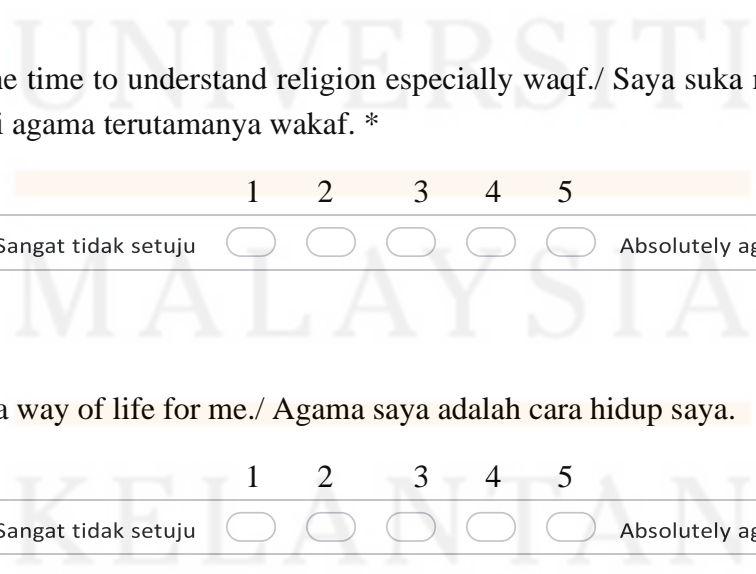 UNIVERSITI
time to understand religion especially waqf./ Saya suka
agama terutamanya wakaf. *
1 2 3 4 5
Sangat tidak setuju Absolutely
MALAYSIA
a way of life for me./ Agama saya adalah cara hidup saya.
1 2 3 4 5
KELANTAN
Sangat tidak setuju Absolutely